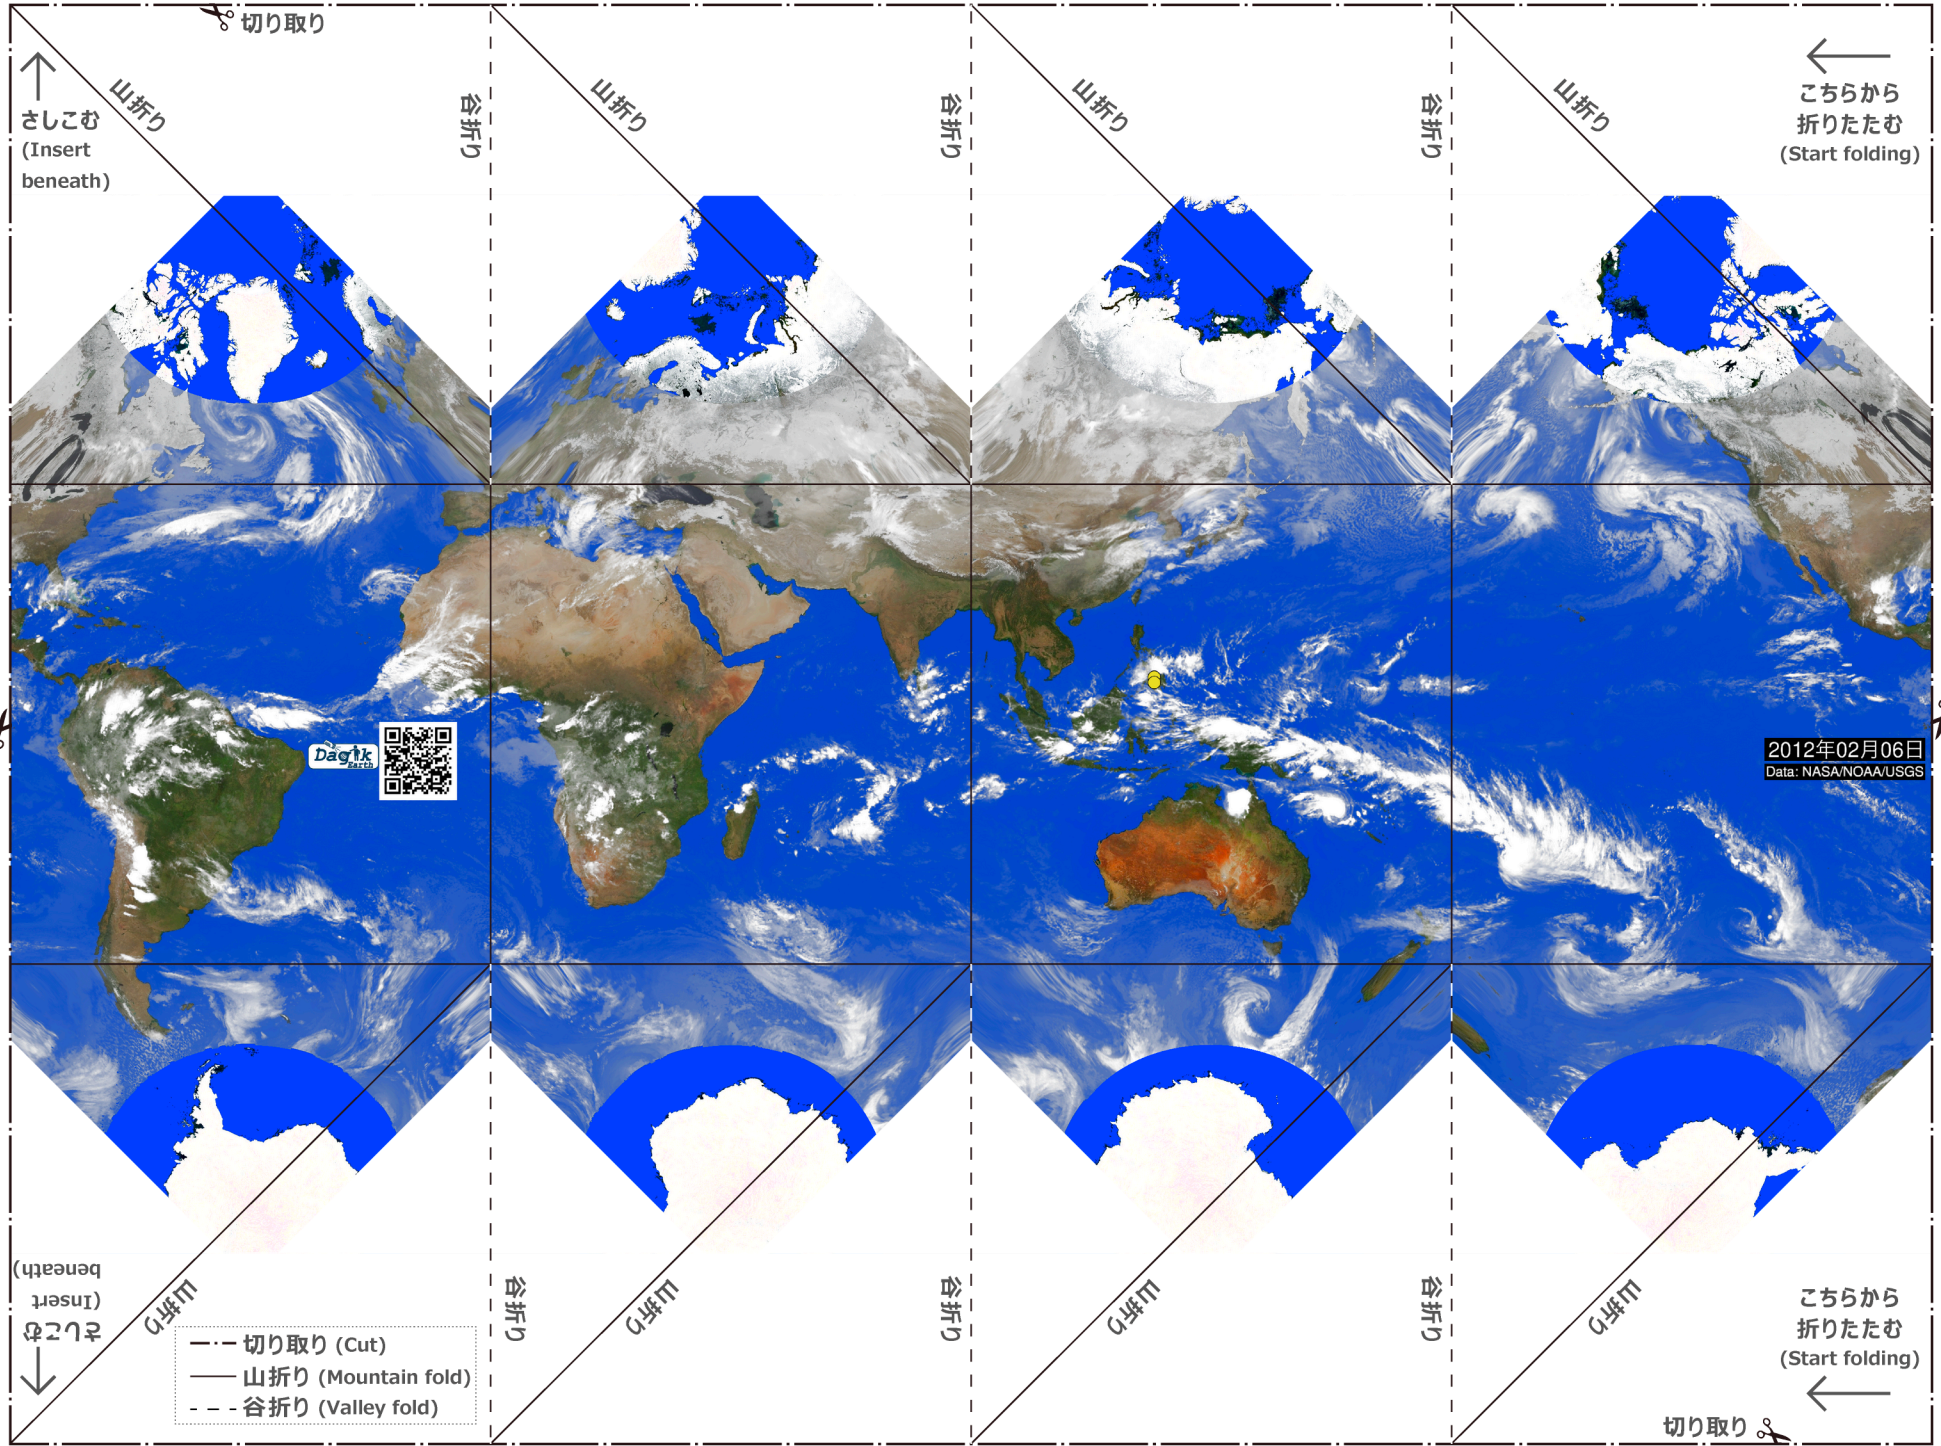 切り取り
さしこむ
(Insert
beneath)
山折り
谷折り
山折り
谷折り
山折り
谷折り
山折り
こちらから
折りたたむ
(Start folding)
Dagik
Earth
2012年02月06日
Data: NASA/NOAA/USGS
さしこむ
(Insert
beneath)
山折り
谷折り
山折り
谷折り
山折り
谷折り
山折り
こちらから
折りたたむ
(Start folding)
切り取り (Cut)
山折り (Mountain fold)
谷折り (Valley fold)
切り取り